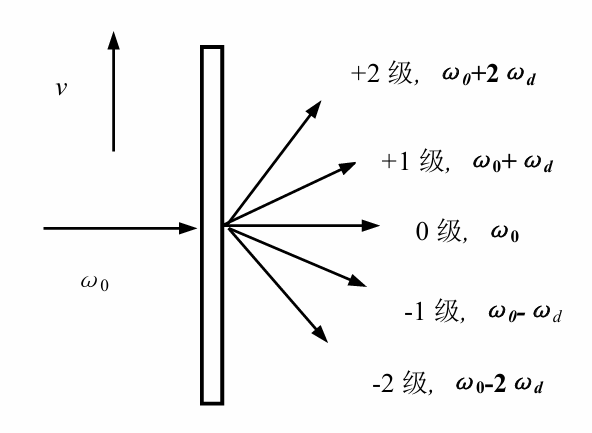 +2 级, ω0+2 ωd
v
+1 级, ω0+ ωd
0 级, ω0
ω0
-1 级, ω0- ωd
-2 级, ω0-2 ωd